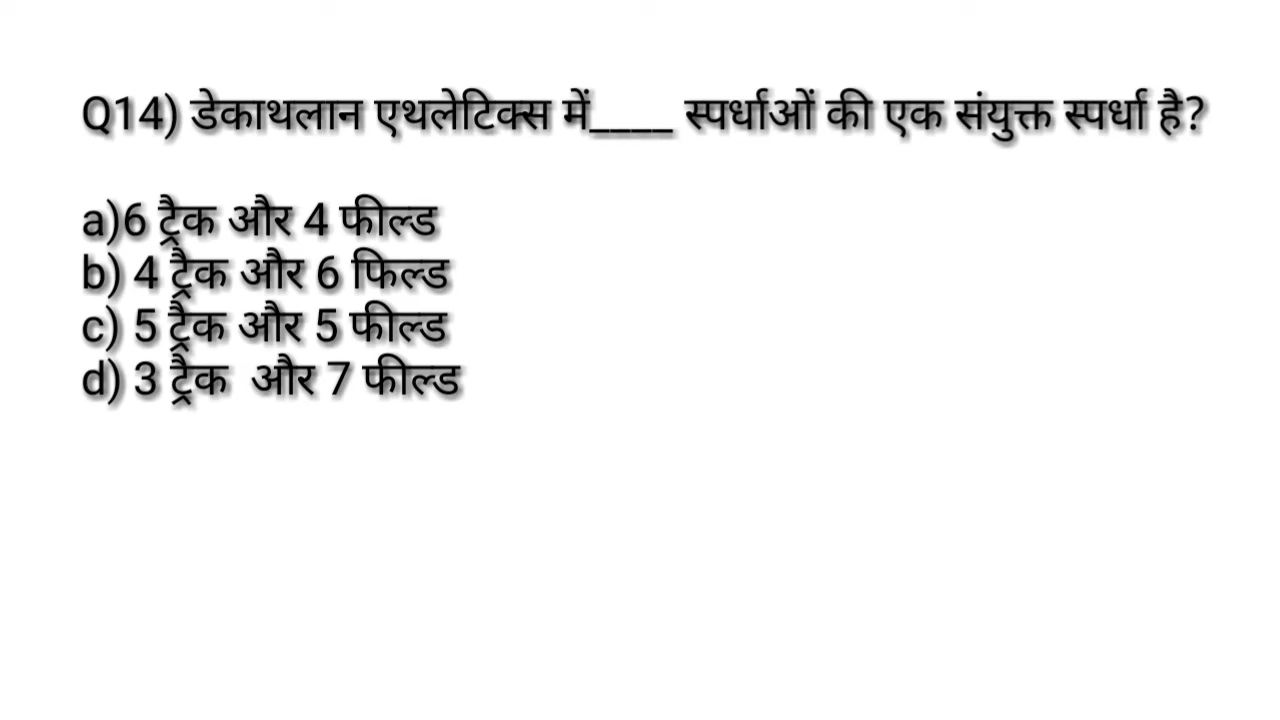 Q14) डेकाथलान एथलेटिक्स में____ स्पर्धाओं की एक संयुक्त स्पर्धा है?
a)6 ट्रैक और 4 फील्ड
b) 4 ट्रैक और 6 फिल्ड
c) 5 ट्रैक और 5 फील्ड
d) 3 ट्रैक और 7 फील्ड